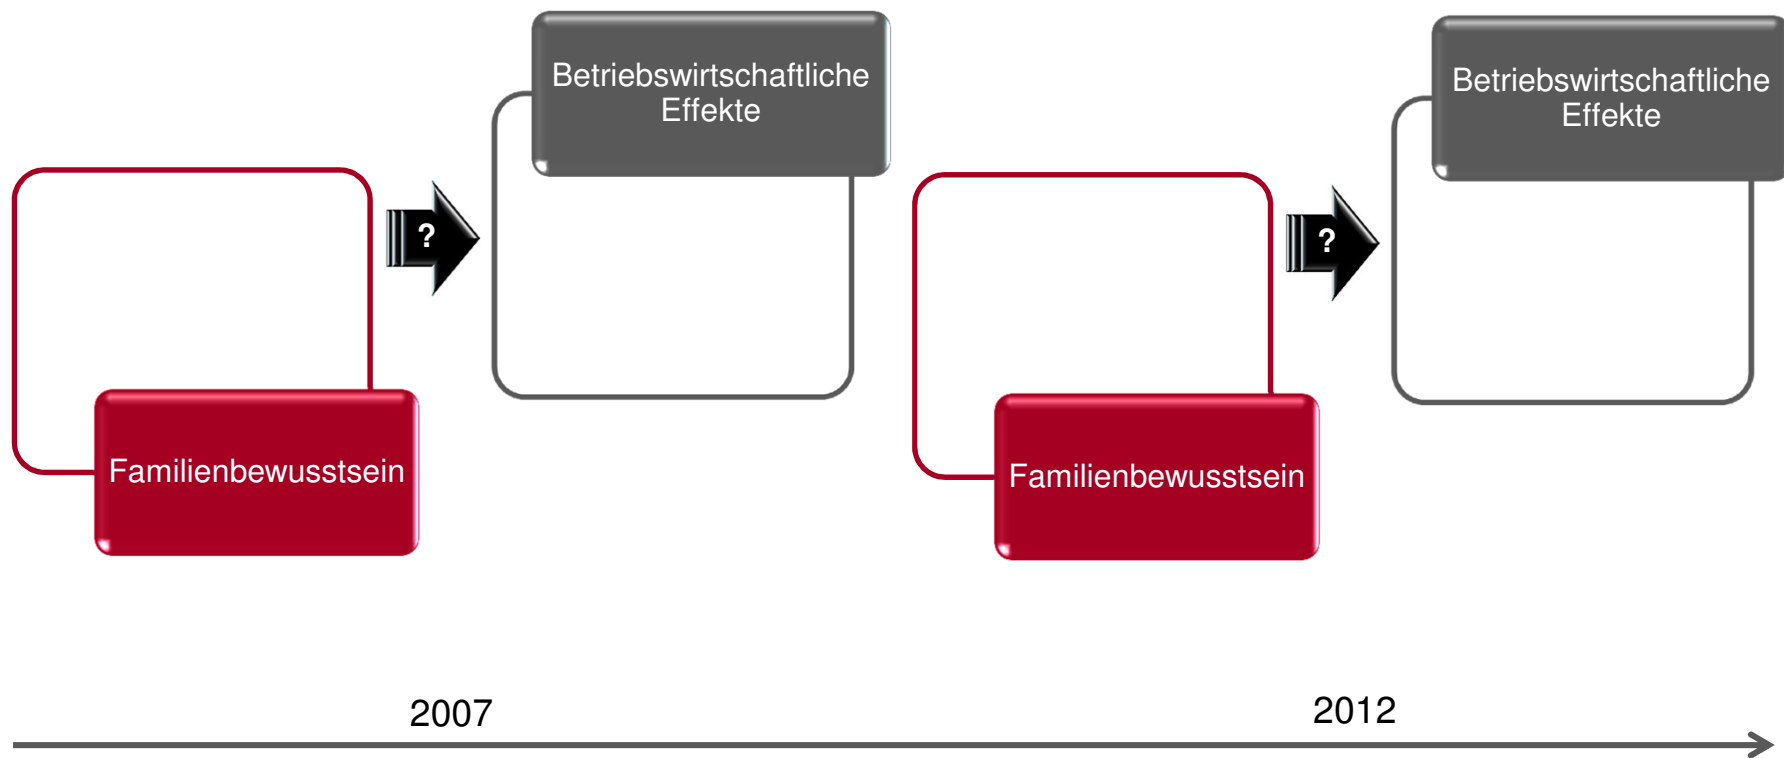 Betriebswirtschaftliche
Effekte
?
Familienbewusstsein
Betriebswirtschaftliche
Effekte
?
Familienbewusstsein
2007
2012